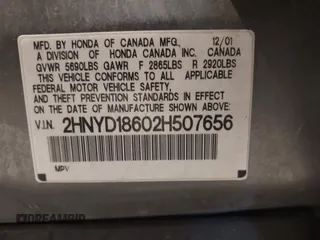 MFD. BY HONDA OF CANADA MFG., 12/01
A DIVISION OF HONDA CANADA INC., CANADA
GVWR 5690LBS GAWR F 2865LBS R 2920LBS
THIS VEHICLE CONFORMS TO ALL APPLICABLE
FEDERAL MOTOR VEHICLE SAFETY,
AND THEFT PREVENTION STANDARDS IN EFFECT
ON THE DATE OF MANUFACTURE SHOWN ABOVE.
V.I.N. 2HNYD18602H507656
MPV
DREAMBID